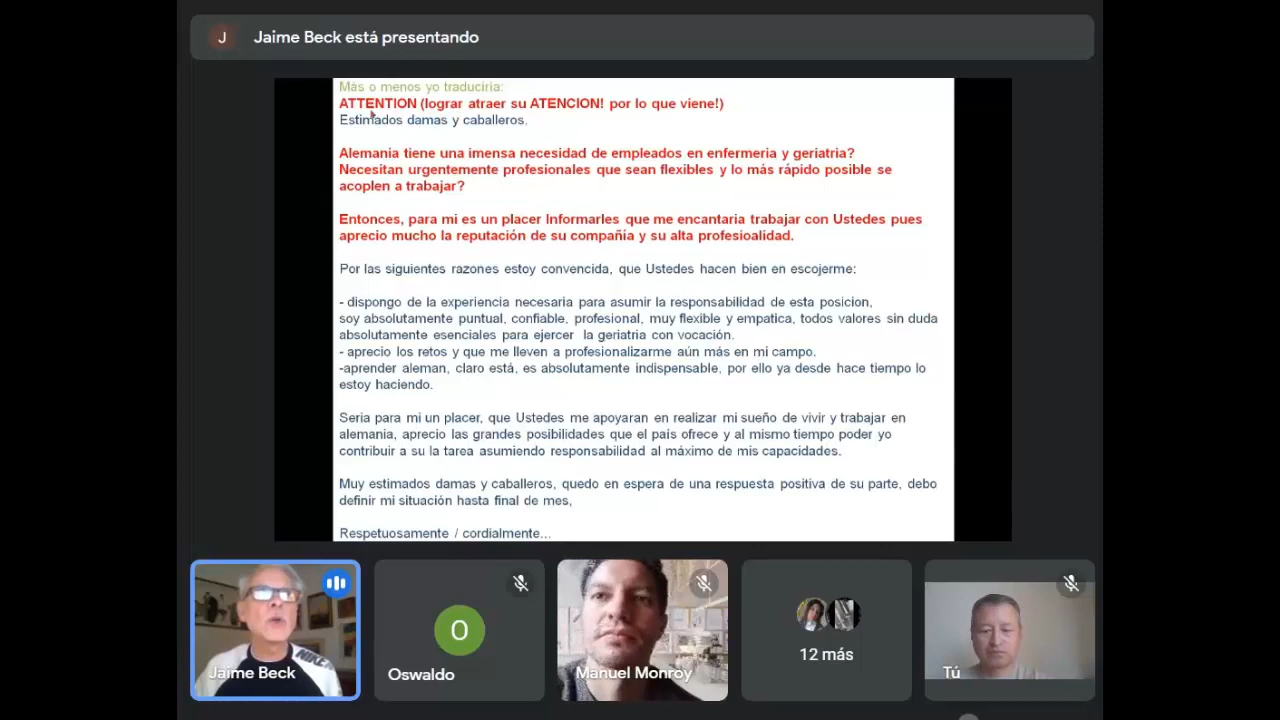 J
Jaime Beck está presentando
Más o menos yo traduciria:
ATTENTION (lograr atraer su ATENCION! por lo que viene!)
Estimados damas y caballeros,
Alemania tiene una imensa necesidad de empleados en enfermeria y geriatria?
Necesitan urgentemente profesionales que sean flexibles y lo más rápido posible se
acoplen a trabajar?
Entonces, para mi es un placer Informarles que me encantaria trabajar con Ustedes pues
aprecio mucho la reputación de su compañía y su alta profesioalidad.
Por las siguientes razones estoy convencida, que Ustedes hacen bien en escojerme:
- dispongo de la experiencia necesaria para asumir la responsabilidad de esta posicion,
soy absolutamente puntual, confiable, profesional, muy flexible y empatica, todos valores sin duda
absolutamente esenciales para ejercer la geriatria con vocación.
- aprecio los retos y que me lleven a profesionalizarme aún más en mi campo.
-aprender aleman, claro está, es absolutamente indispensable, por ello ya desde hace tiempo lo
estoy haciendo.
Seria para mi un placer, que Ustedes me apoyaran en realizar mi sueño de vivir y trabajar en
alemania, aprecio las grandes posibilidades que el país ofrece y al mismo tiempo poder yo
contribuir a su la tarea asumiendo responsabilidad al máximo de mis capacidades.
Muy estimados damas y caballeros, quedo en espera de una respuesta positiva de su parte, debo
definir mi situación hasta final de mes,
Respetuosamente / cordialmente...
NIKE
Jaime Beck
O
Oswaldo
Manuel Monroy
12 más
Tú